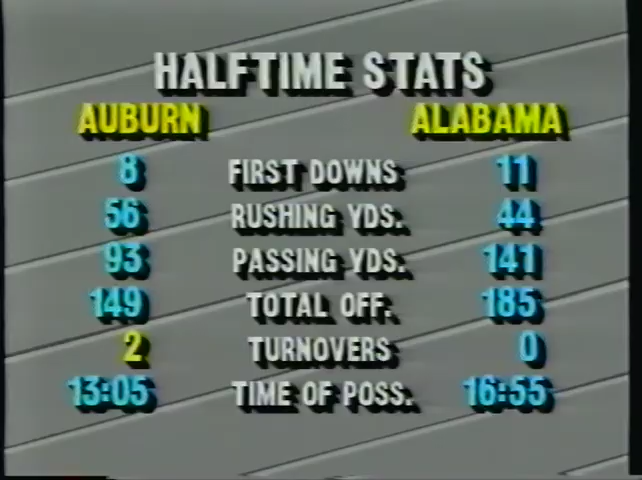 HALFTIME STATS
AUBURN ALABAMA
8 FIRST DOWNS 11
56 RUSHING YDS. 44
93 PASSING YDS. 141
149 TOTAL OFF. 185
2 TURNOVERS 0
13:05 TIME OF POSS. 16:55